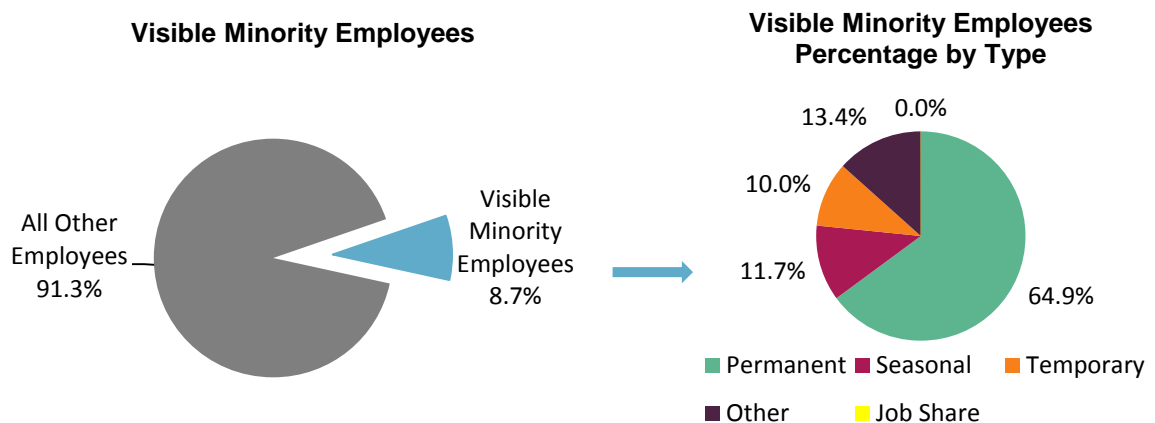 Visible Minority Employees
All Other
Employees
91.3%
Visible
Minority
Employees
8.7%
Visible Minority Employees
Percentage by Type
0.0%
13.4%
10.0%
11.7%
64.9%
Permanent Seasonal Temporary
Other Job Share